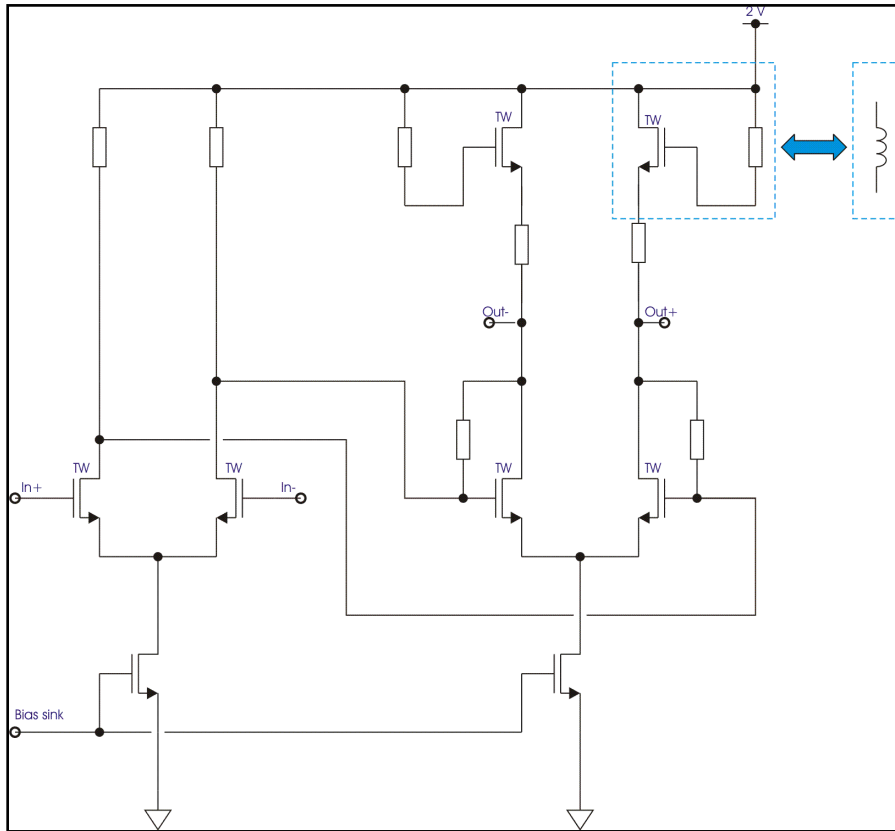 2 V
TW
TW
Out-
Out+
TW
TW
TW
TW
In+
In-
Bias sink